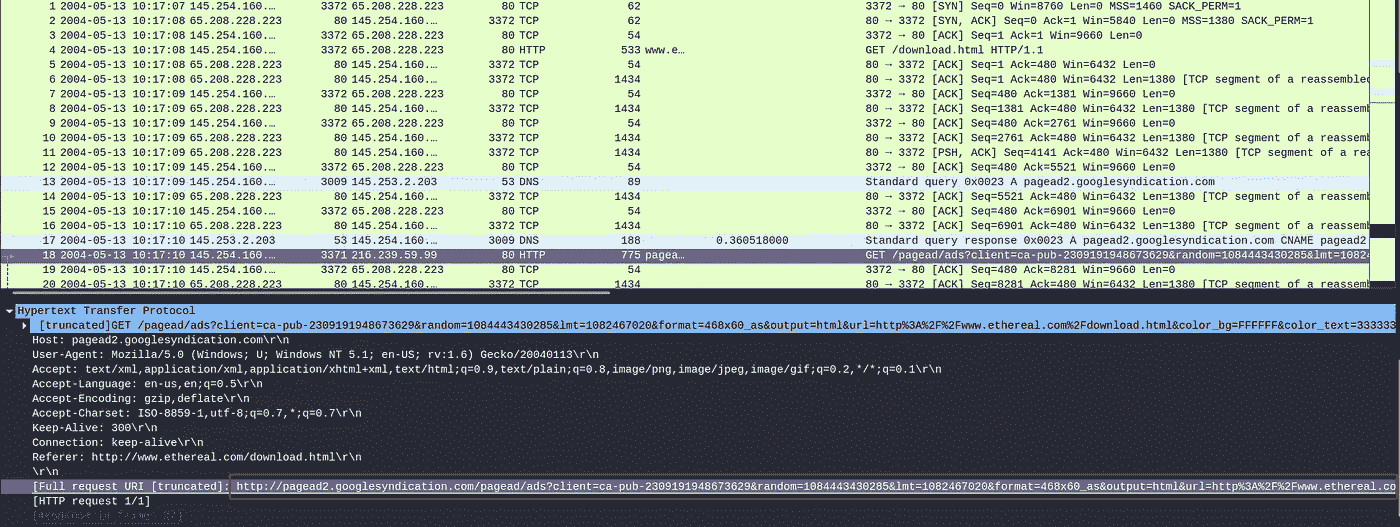 1 2004-05-13 10:17:07 145.254.160.… 3372 65.208.228.223 80 TCP 62 3372 → 80 [SYN] Seq=0 Win=8760 Len=0 MSS=1460 SACK_PERM=1
2 2004-05-13 10:17:08 65.208.228.223 80 145.254.160.… 3372 TCP 62 80 → 3372 [SYN, ACK] Seq=0 Ack=1 Win=5840 Len=0 MSS=1380 SACK_PERM=1
3 2004-05-13 10:17:08 145.254.160.… 3372 65.208.228.223 80 TCP 54 3372 → 80 [ACK] Seq=1 Ack=1 Win=9660 Len=0
4 2004-05-13 10:17:08 145.254.160.… 3372 65.208.228.223 80 HTTP 533 www.e… GET /download.html HTTP/1.1
5 2004-05-13 10:17:08 65.208.228.223 80 145.254.160.… 3372 TCP 54 80 → 3372 [ACK] Seq=1 Ack=480 Win=6432 Len=0
6 2004-05-13 10:17:08 65.208.228.223 80 145.254.160.… 3372 TCP 1434 80 → 3372 [ACK] Seq=1 Ack=480 Win=6432 Len=1380 [TCP segment of a reassembled
7 2004-05-13 10:17:09 145.254.160.… 3372 65.208.228.223 80 TCP 54 3372 → 80 [ACK] Seq=480 Ack=1381 Win=9660 Len=0
8 2004-05-13 10:17:09 65.208.228.223 80 145.254.160.… 3372 TCP 1434 80 → 3372 [ACK] Seq=1381 Ack=480 Win=6432 Len=1380 [TCP segment of a reassemb
9 2004-05-13 10:17:09 145.254.160.… 3372 65.208.228.223 80 TCP 54 3372 → 80 [ACK] Seq=480 Ack=2761 Win=9660 Len=0
10 2004-05-13 10:17:09 65.208.228.223 80 145.254.160.… 3372 TCP 1434 80 → 3372 [ACK] Seq=2761 Ack=480 Win=6432 Len=1380 [TCP segment of a reassemb
11 2004-05-13 10:17:09 65.208.228.223 80 145.254.160.… 3372 TCP 1434 80 → 3372 [PSH, ACK] Seq=4141 Ack=480 Win=6432 Len=1380 [TCP segment of a rea
12 2004-05-13 10:17:09 145.254.160.… 3372 65.208.228.223 80 TCP 54 3372 → 80 [ACK] Seq=480 Ack=5521 Win=9660 Len=0
13 2004-05-13 10:17:09 145.254.160.… 3009 145.253.2.203 53 DNS 89 Standard query 0x0023 A pagead2.googlesyndication.com
14 2004-05-13 10:17:09 65.208.228.223 80 145.254.160.… 3372 TCP 1434 80 → 3372 [ACK] Seq=5521 Ack=480 Win=6432 Len=1380 [TCP segment of a reassemb
15 2004-05-13 10:17:10 145.254.160.… 3372 65.208.228.223 80 TCP 54 3372 → 80 [ACK] Seq=480 Ack=6901 Win=9660 Len=0
16 2004-05-13 10:17:10 65.208.228.223 80 145.254.160.… 3372 TCP 1434 80 → 3372 [ACK] Seq=6901 Ack=480 Win=6432 Len=1380 [TCP segment of a reassemb
17 2004-05-13 10:17:10 145.253.2.203 53 145.254.160.… 3009 DNS 188 0.360518000 Standard query response 0x0023 A pagead2.googlesyndication.com CNAME pagead2
18 2004-05-13 10:17:10 145.254.160.… 3371 216.239.59.99 80 HTTP 775 pagea… GET /pagead/ads?client=ca-pub-2309191948673629&random=1084443430285&lmt=10824
19 2004-05-13 10:17:10 145.254.160.… 3372 65.208.228.223 80 TCP 54 3372 → 80 [ACK] Seq=480 Ack=8281 Win=9660 Len=0
20 2004-05-13 10:17:10 65.208.228.223 80 145.254.160.… 3372 TCP 1434 80 → 3372 [ACK] Seq=8281 Ack=480 Win=6432 Len=1380 [TCP segment of a reassemb
Hypertext Transfer Protocol
[truncated]GET /pagead/ads?client=ca-pub-2309191948673629&random=1084443430285&lmt=1082467020&format=468x60_as&output=html&url=http%3A%2F%2Fwww.ethereal.com%2Fdownload.html&color_bg=FFFFFF&color_text=333333
Host: pagead2.googlesyndication.com\r\n
User-Agent: Mozilla/5.0 (Windows; U; Windows NT 5.1; en-US; rv:1.6) Gecko/20040113\r\n
Accept: text/xml,application/xml,application/xhtml+xml,text/html;q=0.9,text/plain;q=0.8,image/png,image/jpeg,image/gif;q=0.2,*/*;q=0.1\r\n
Accept-Language: en-us,en;q=0.5\r\n
Accept-Encoding: gzip,deflate\r\n
Accept-Charset: ISO-8859-1,utf-8;q=0.7,*;q=0.7\r\n
Keep-Alive: 300\r\n
Connection: keep-alive\r\n
Referer: http://www.ethereal.com/download.html\r\n
\r\n
[Full request URI [truncated]: http://pagead2.googlesyndication.com/pagead/ads?client=ca-pub-2309191948673629&random=1084443430285&lmt=1082467020&format=468x60_as&output=html&url=http%3A%2F%2Fwww.ethereal.co
[HTTP request 1/1]